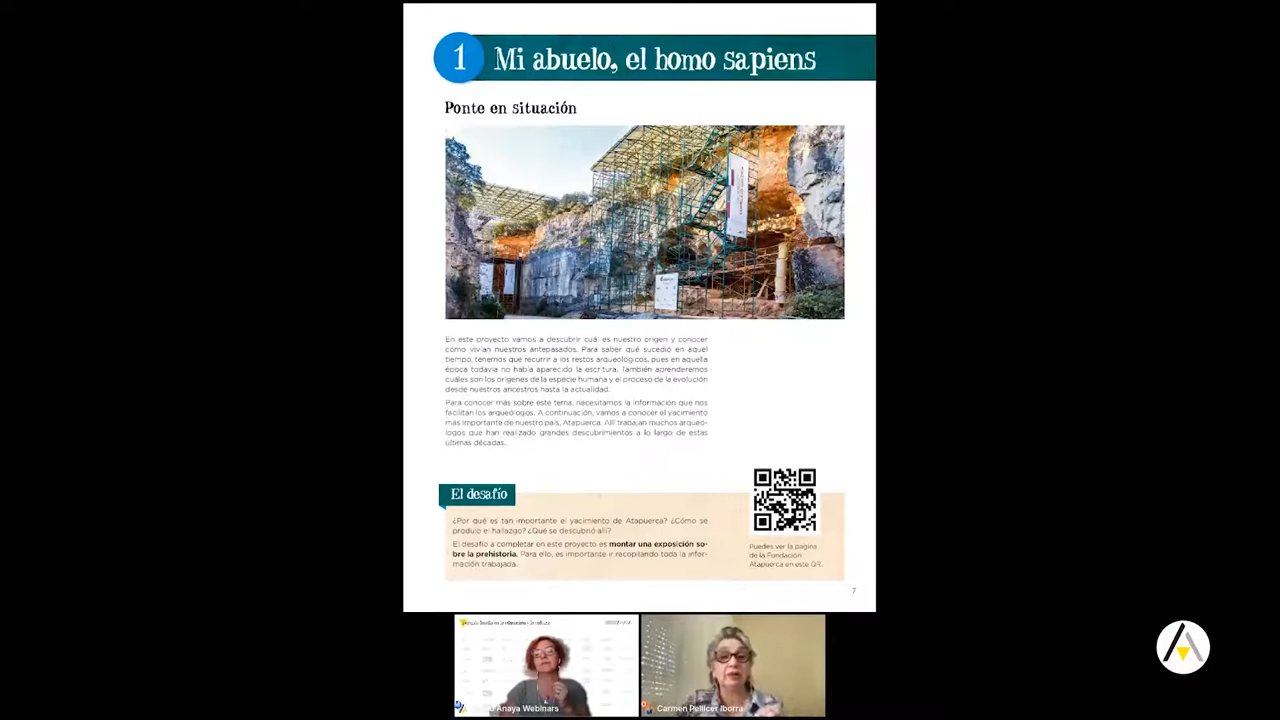 1 Mi abuelo, el homo sapiens
Ponte en situación
En este proyecto vamos a descubrir cuál es nuestro origen y conocer
cómo vivían nuestros antepasados. Para saber qué sucedió en aquel
tiempo, tenemos que recurrir a los restos arqueológicos, pues en aquella
época todavía no había aparecido la escritura. También aprenderemos
cuáles son los orígenes de la especie humana y el proceso de la evolución
desde nuestros ancestros hasta la actualidad.
Para conocer más sobre este tema, necesitamos la información que nos
facilitan los arqueólogos. A continuación, vamos a conocer el yacimiento
más importante de nuestro país, Atapuerca. Allí trabajan muchos arqueó-
logos que han realizado grandes descubrimientos a lo largo de estas
últimas décadas.
El desafío
¿Por qué es tan importante el yacimiento de Atapuerca? ¿Cómo se
produjo el hallazgo? ¿Qué se descubrió allí?
El desafío a completar en este proyecto es montar una exposición so-
bre la prehistoria. Para ello, es importante ir recopilando toda la infor-
mación trabajada.
Puedes ver la página
de la Fundación
Atapuerca en este QR.
7
Anaya Webinars
Carmen Pellicer Iborra